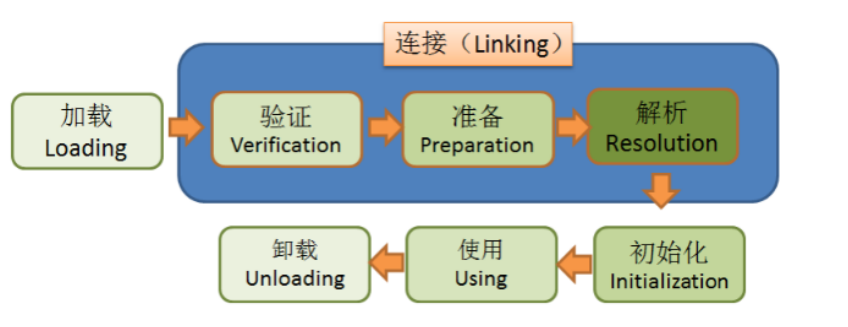 连接（Linking）
加载
Loading
验证
Verification
准备
Preparation
解析
Resolution
初始化
Initialization
使用
Using
卸载
Unloading